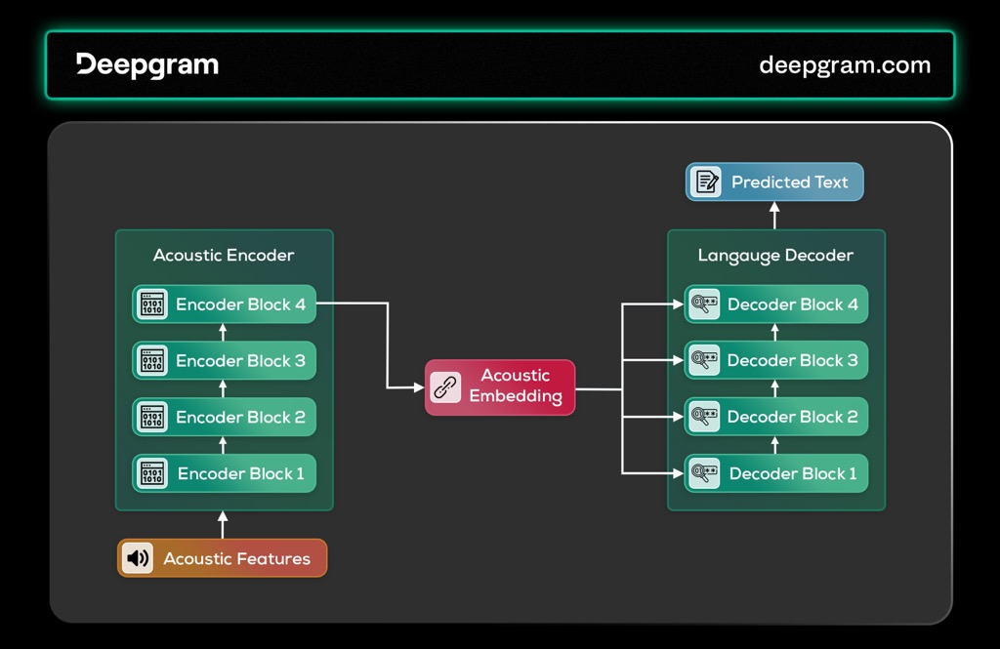 Deepgram
deepgram.com
Predicted Text
Acoustic Encoder
Encoder Block 4
Encoder Block 3
Encoder Block 2
Encoder Block 1
Acoustic Features
Acoustic
Embedding
Langauge Decoder
Decoder Block 4
Decoder Block 3
Decoder Block 2
Decoder Block 1